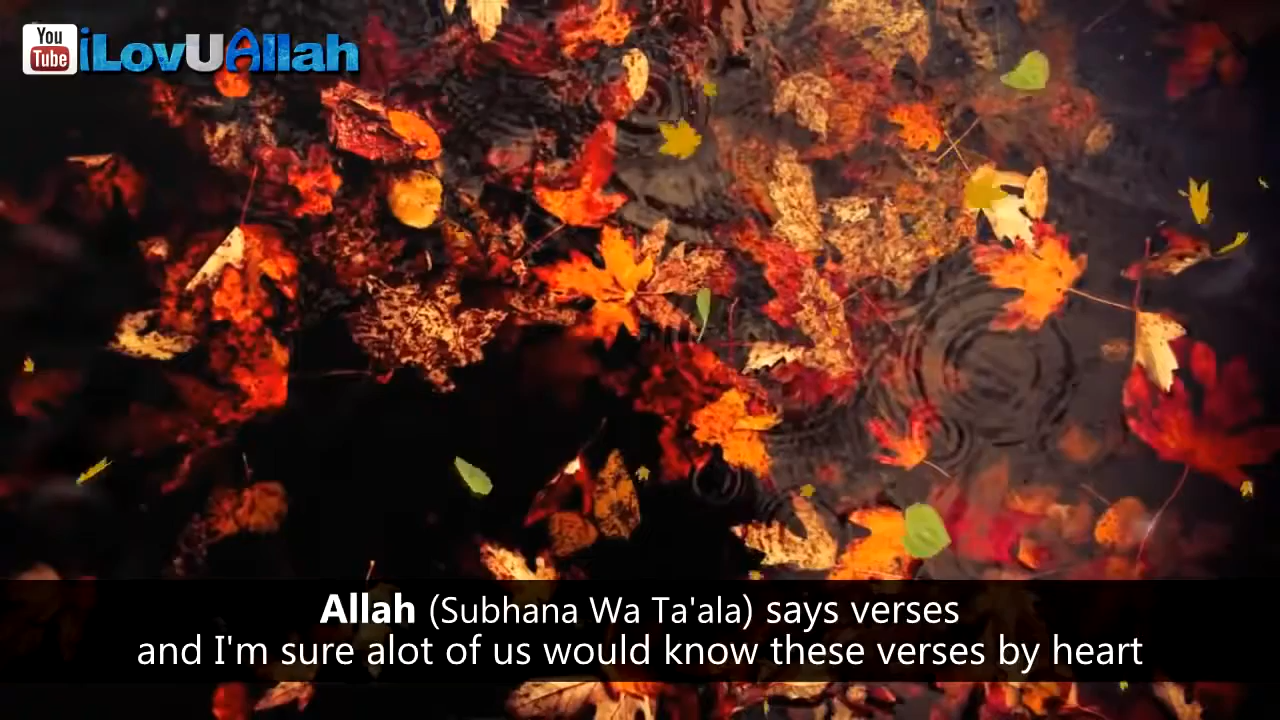 You
Tube
iLovUAllah
Allah (Subhana Wa Ta'ala) says verses
and I'm sure alot of us would know these verses by heart